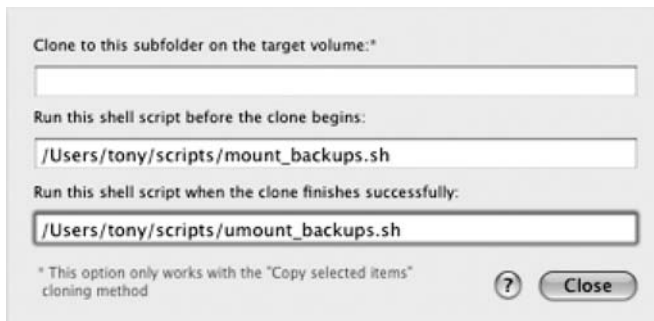 Clone to this subfolder on the target volume:*
Run this shell script before the clone begins:
/Users/tony/scripts/mount_backups.sh
Run this shell script when the clone finishes successfully:
/Users/tony/scripts/umount_backups.sh
* This option only works with the "Copy selected items"
cloning method
? Close